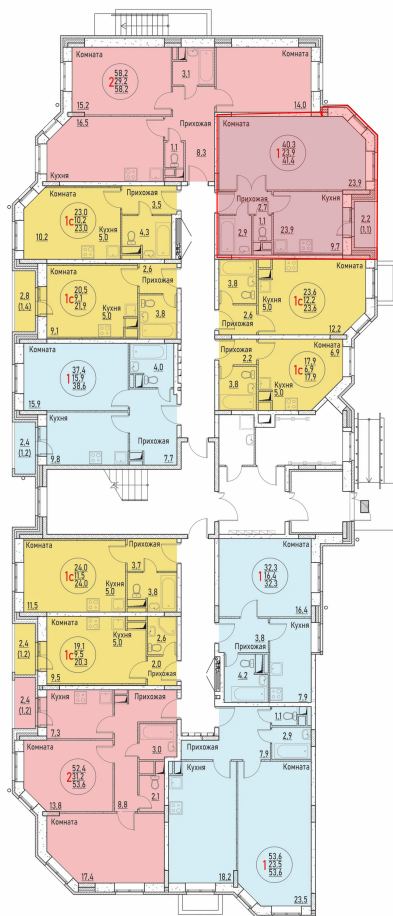 Комната
2
58.2
29.2
58.2
3.1
Комната
15.2
14.0
16.5
Прихожая
1.1
8.3
Кухня
Комната
1
40.3
23.9
41.4
23.9
Прихожая
1.1
2.7
Кухня
2.9
23.9
9.7
2.2
(1.1)
Комната
Прихожая
3.5
1с
23.0
10.2
23.0
Кухня
5.0
4.3
10.2
2.8
(1.4)
Комната
2.6
Прихожая
1с
20.5
9.1
21.9
Кухня
5.0
3.8
9.1
Комната
3.8
1с
23.6
12.2
23.6
Кухня
5.0
2.6
Прихожая
12.2
Прихожая
2.2
Комната
6.9
1с
17.9
6.9
17.9
3.8
Кухня
5.0
Комната
1
37.4
15.9
38.6
4.0
15.9
Кухня
2.4
(1.2)
9.8
Прихожая
7.7
Комната
Прихожая
3.7
1с
24.0
11.5
24.0
Кухня
5.0
3.8
11.5
Комната
1
32.3
16.4
32.3
16.4
Комната
1с
19.1
9.5
20.3
Кухня
5.0
2.6
2.4
(1.2)
9.5
2.0
Прихожая
3.8
Кухня
4.2
7.9
2.4
(1.2)
Кухня
Прихожая
7.3
Комната
3.0
2
52.4
31.2
53.6
2.1
13.8
8.8
Комната
17.4
1.1
Прихожая
2.9
7.9
Кухня
Комната
1
53.6
23.5
53.6
18.2
23.5